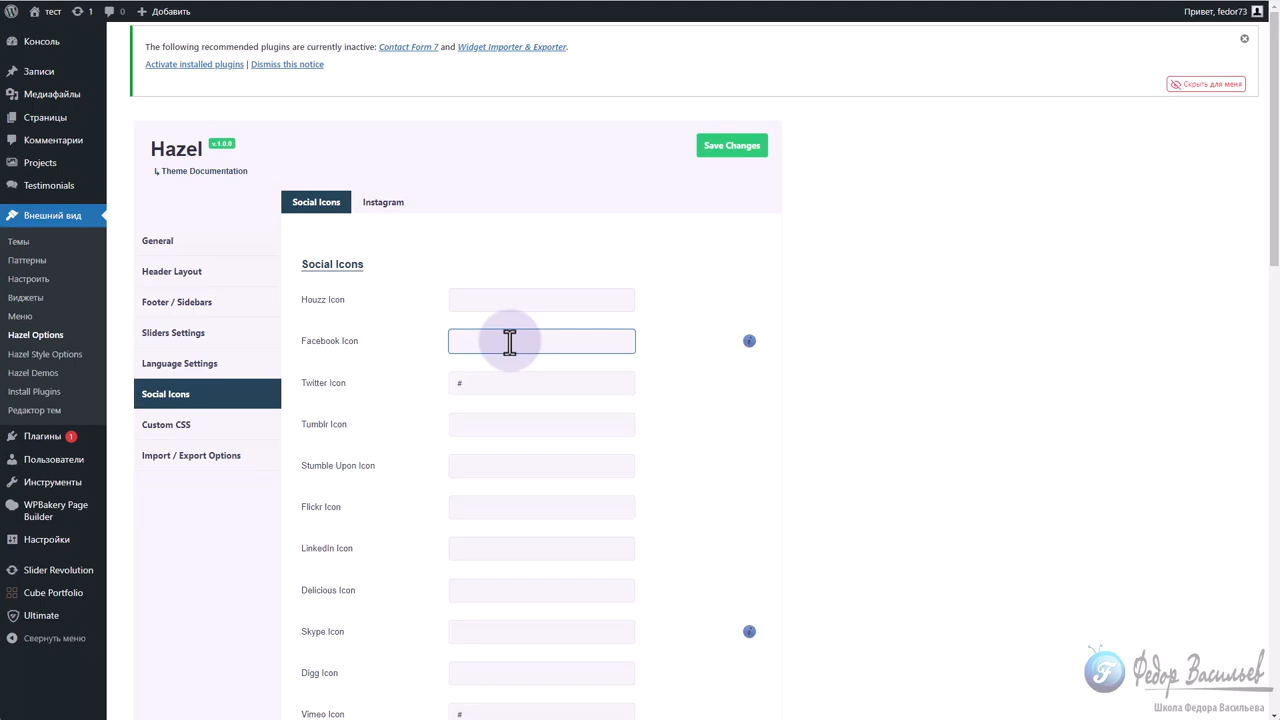 test
1
0
Добавить
Привет, fedor73
The following recommended plugins are currently inactive: Contact Form 7 and Widget Importer & Exporter.
Activate installed plugins | Dismiss this notice
Скрыть для меня
Консоль
Записи
Медиафайлы
Страницы
Комментарии
Projects
Testimonials
Внешний вид
Темы
Паттерны
Настроить
Виджеты
Меню
Hazel Options
Hazel Style Options
Hazel Demos
Install Plugins
Редактор тем
Плагины 1
Пользователи
Инструменты
WPBakery Page
Builder
Настройки
Slider Revolution
Cube Portfolio
Ultimate
Свернуть меню
Hazel v.1.0.0
Save Changes
↳ Theme Documentation
Social Icons
Instagram
General
Header Layout
Footer / Sidebars
Sliders Settings
Language Settings
Social Icons
Custom CSS
Import / Export Options
Social Icons
Houzz Icon
Facebook Icon
Twitter Icon #
Tumblr Icon
Stumble Upon Icon
Flickr Icon
LinkedIn Icon
Delicious Icon
Skype Icon
Digg Icon
Vimeo Icon #
F Федор Васильев
Школа Федора Васильева